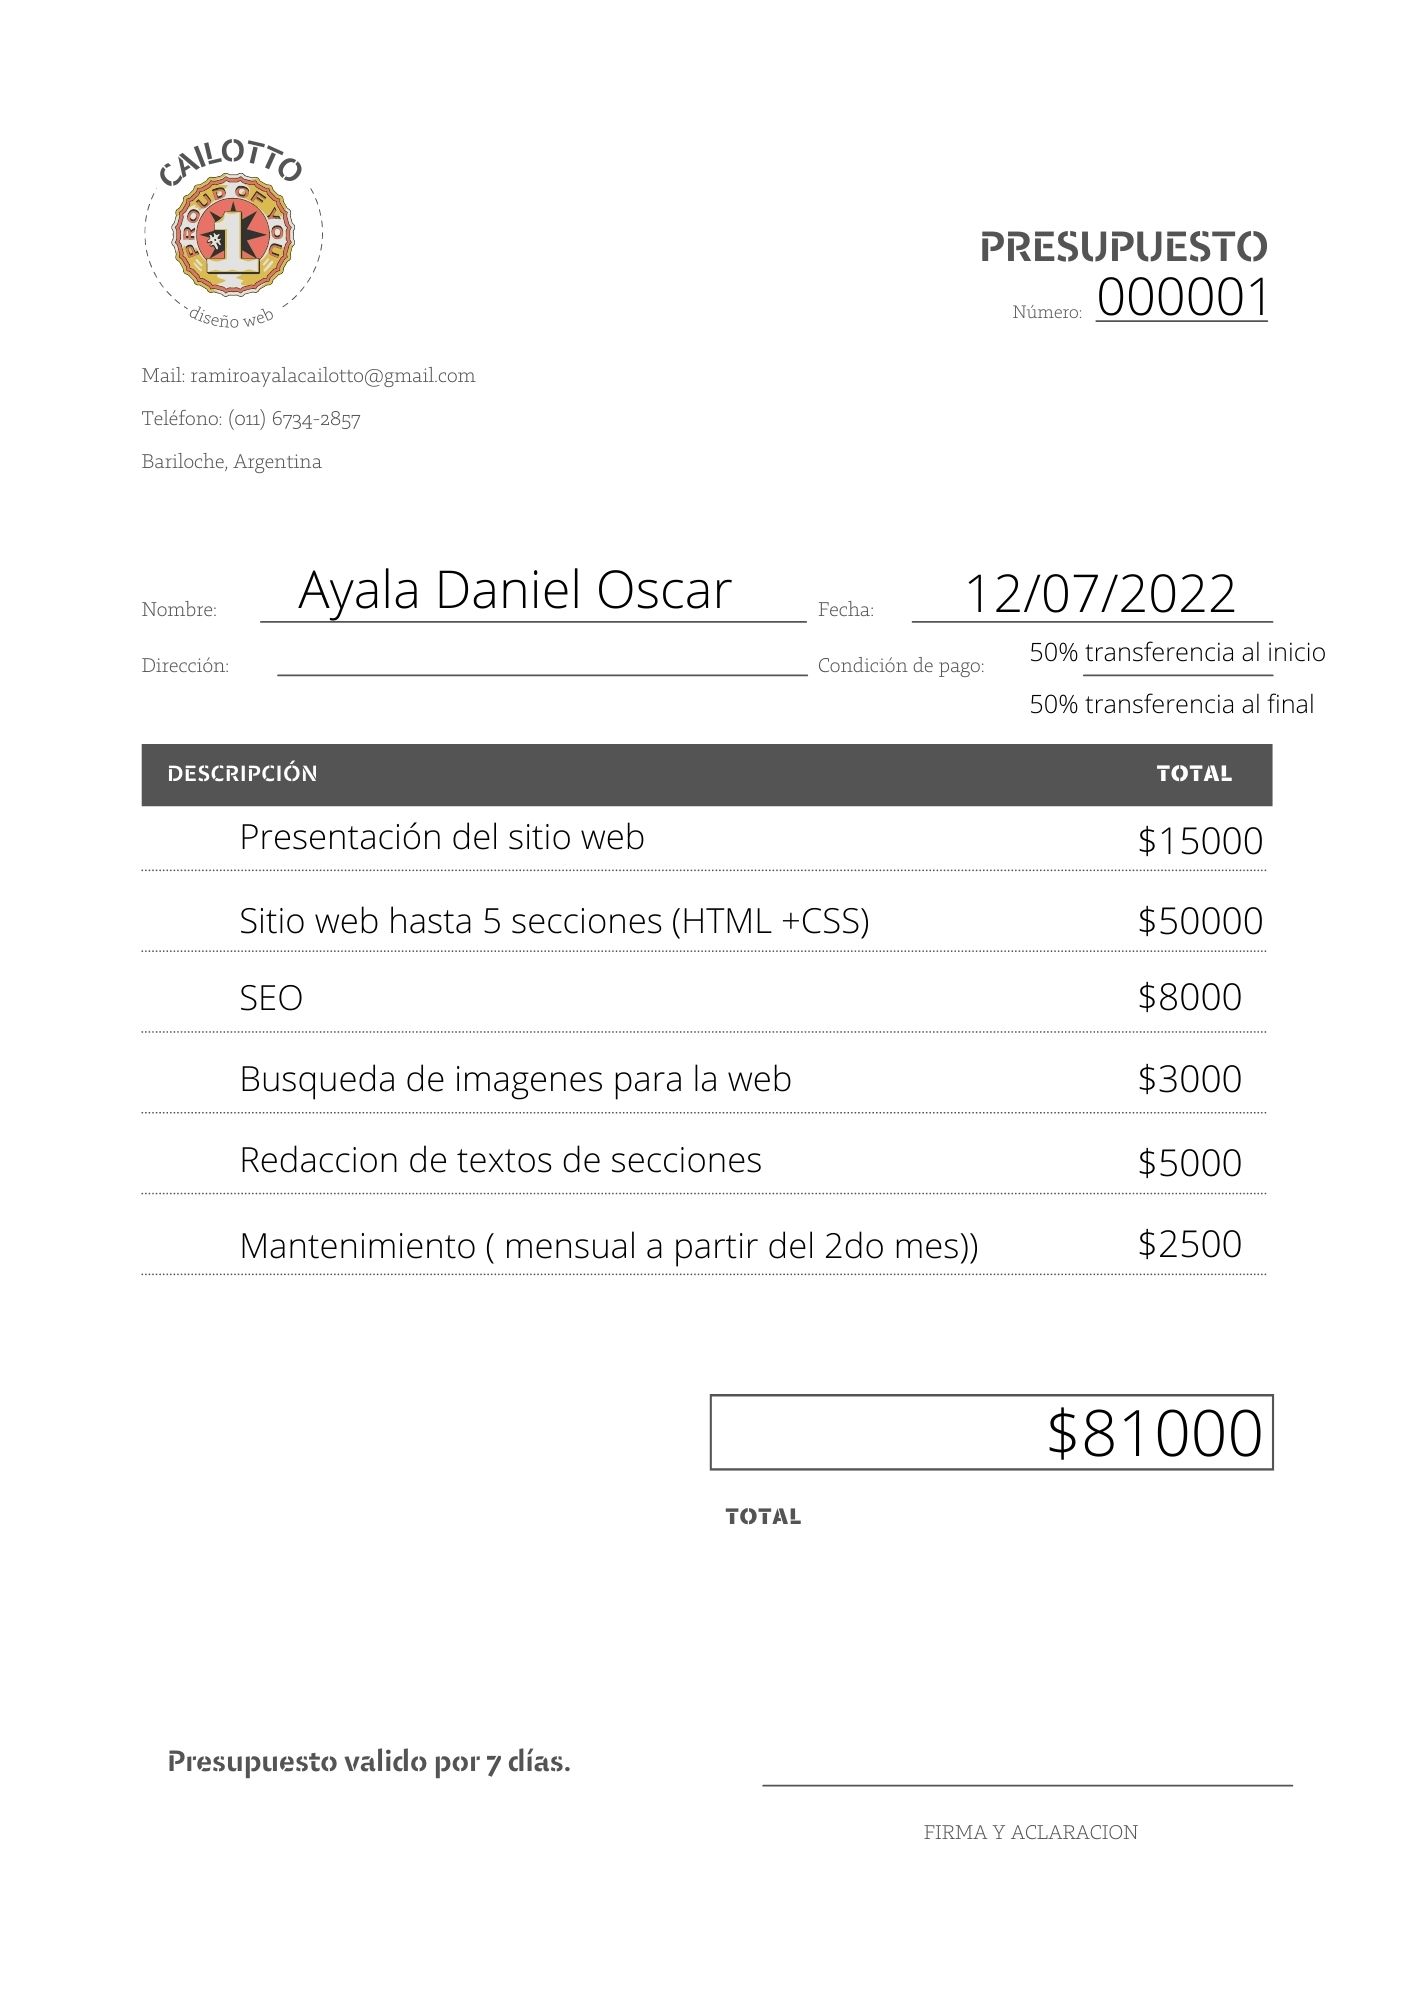 CAILOTTO
PROUD OF YOU
#1
diseño web
PRESUPUESTO
Número: 000001
Mail: ramiroayalacailotto@gmail.com
Teléfono: (011) 6734-2857
Bariloche, Argentina
Nombre: Ayala Daniel Oscar Fecha: 12/07/2022
Dirección: Condición de pago: 50% transferencia al inicio
50% transferencia al final
DESCRIPCIÓN TOTAL
Presentación del sitio web $15000
Sitio web hasta 5 secciones (HTML +CSS) $50000
SEO $8000
Busqueda de imagenes para la web $3000
Redaccion de textos de secciones $5000
Mantenimiento ( mensual a partir del 2do mes)) $2500
$81000
TOTAL
Presupuesto valido por 7 días.
FIRMA Y ACLARACION